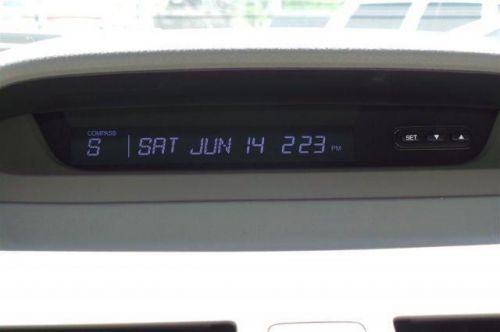 COMPASS
S SAT JUN 14 2 23 PM SET